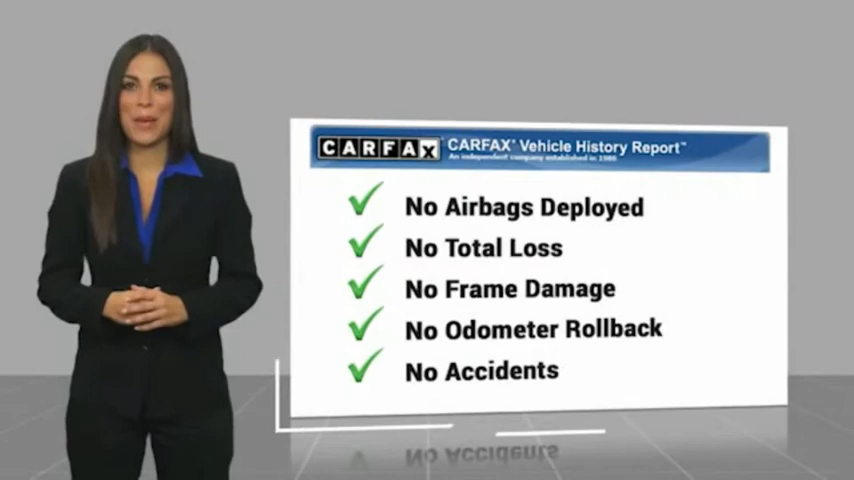 CARFAX
CARFAX® Vehicle History Report™
An independent company established in 1986
No Airbags Deployed
No Total Loss
No Frame Damage
No Odometer Rollback
No Accidents
No Accidents